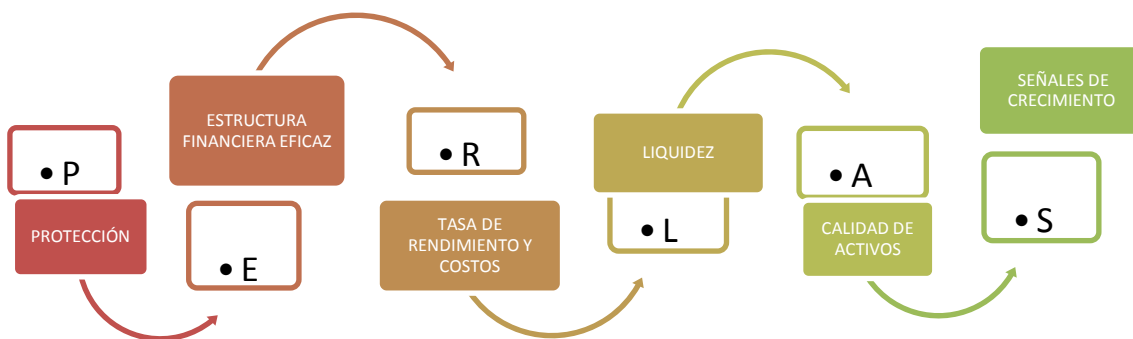 • P
PROTECCIÓN
ESTRUCTURA
FINANCIERA EFICAZ
• E
• R
TASA DE
RENDIMIENTO Y
COSTOS
LIQUIDEZ
• L
• A
CALIDAD DE
ACTIVOS
SEÑALES DE
CRECIMIENTO
• S